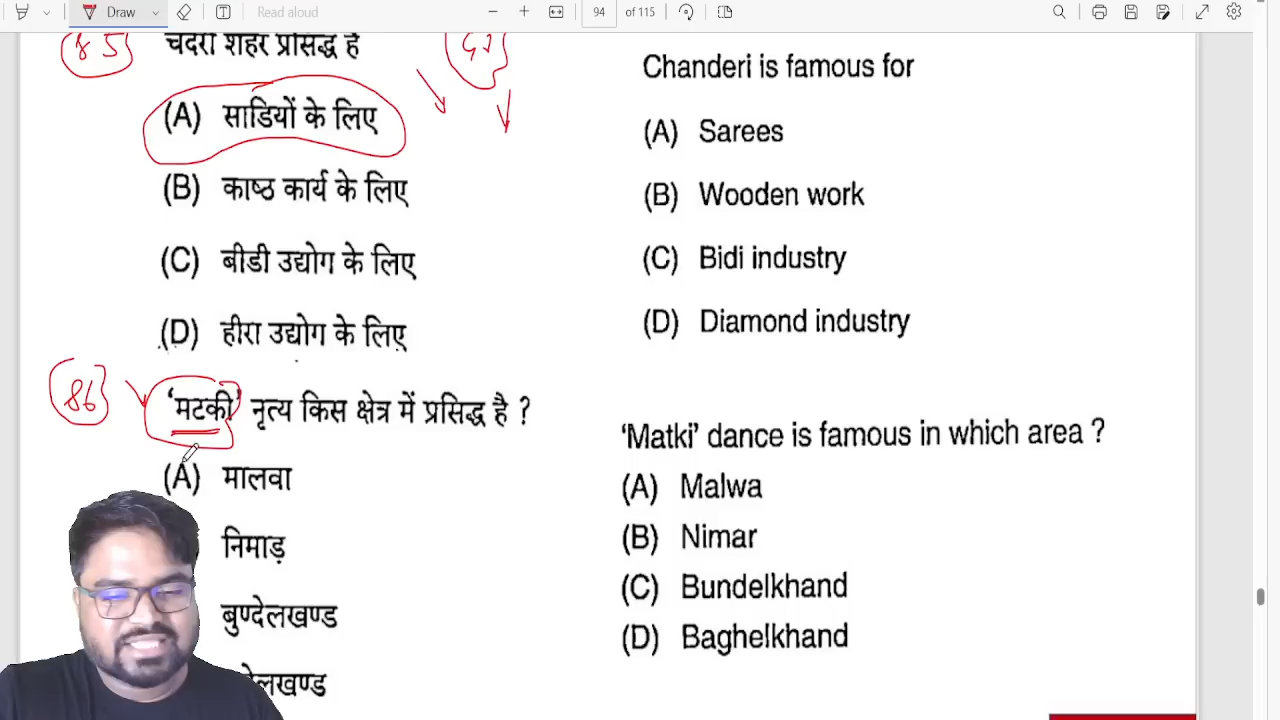 Draw
Read aloud
94 of 115
85
चंदेरी शहर प्रसिद्ध है
(A) साडियों के लिए
(B) काष्ठ कार्य के लिए
(C) बीडी उद्योग के लिए
(D) हीरा उद्योग के लिए
86
'मटकी' नृत्य किस क्षेत्र में प्रसिद्ध है ?
(A) मालवा
निमाड़
बुण्देलखण्ड
Chanderi is famous for
(A) Sarees
(B) Wooden work
(C) Bidi industry
(D) Diamond industry
'Matki' dance is famous in which area ?
(A) Malwa
(B) Nimar
(C) Bundelkhand
(D) Baghelkhand